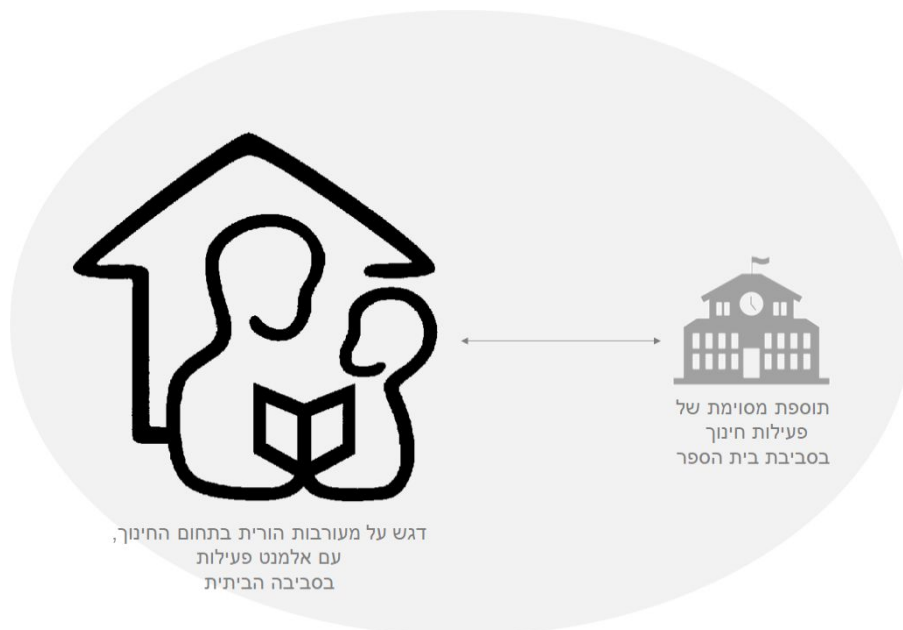 תוספת מסוימת של
פעילות חינוך
בסביבת בית הספר
דגש על מעורבות הורית בתחום החינוך,
עם אלמנט פעילות
בסביבה הביתית